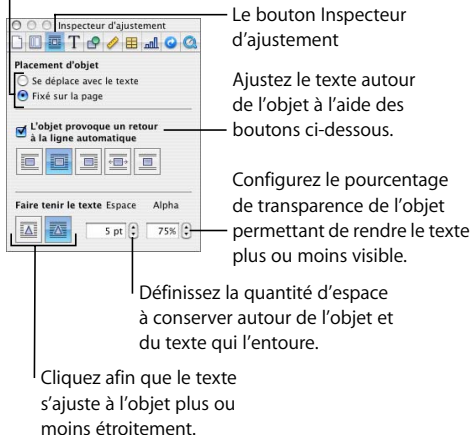 Inspecteur d'ajustement
Placement d'objet
Se déplace avec le texte
Fixé sur la page
L'objet provoque un retour
à la ligne automatique
Faire tenir le texte Espace Alpha
5 pt 75%
Le bouton Inspecteur
d'ajustement
Ajustez le texte autour
de l'objet à l'aide des
boutons ci-dessous.
Configurez le pourcentage
de transparence de l'objet
permettant de rendre le texte
plus ou moins visible.
Définissez la quantité d'espace
à conserver autour de l'objet et
du texte qui l'entoure.
Cliquez afin que le texte
s'ajuste à l'objet plus ou
moins étroitement.